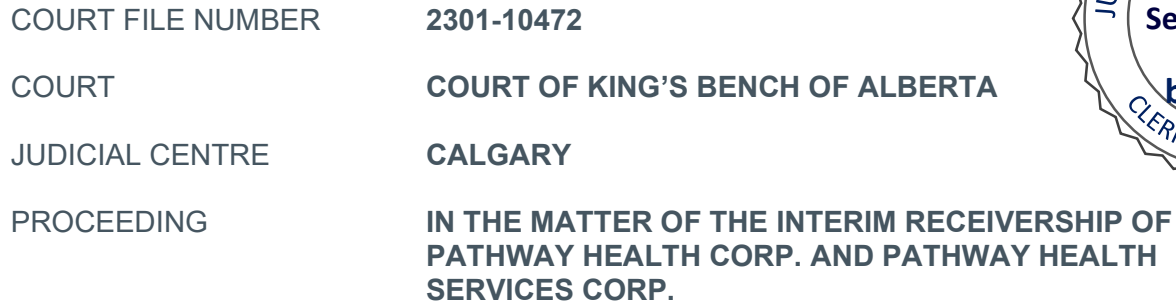 COURT FILE NUMBER 2301-10472
COURT COURT OF KING'S BENCH OF ALBERTA
JUDICIAL CENTRE CALGARY
PROCEEDING IN THE MATTER OF THE INTERIM RECEIVERSHIP OF
PATHWAY HEALTH CORP. AND PATHWAY HEALTH
SERVICES CORP.